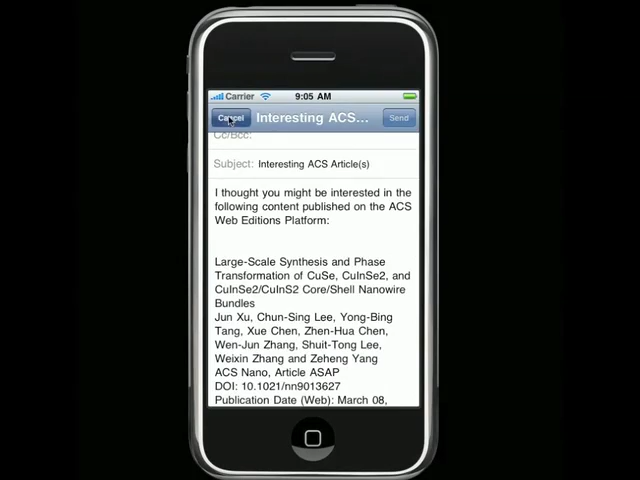 Carrier 9:05 AM
Cancel Interesting ACS... Send
Cc/Bcc:
Subject: Interesting ACS Article(s)
I thought you might be interested in the
following content published on the ACS
Web Editions Platform:
Large-Scale Synthesis and Phase
Transformation of CuSe, CuInSe2, and
CuInSe2/CuInS2 Core/Shell Nanowire
Bundles
Jun Xu, Chun-Sing Lee, Yong-Bing
Tang, Xue Chen, Zhen-Hua Chen,
Wen-Jun Zhang, Shuit-Tong Lee,
Weixin Zhang and Zeheng Yang
ACS Nano, Article ASAP
DOI: 10.1021/nn9013627
Publication Date (Web): March 08,